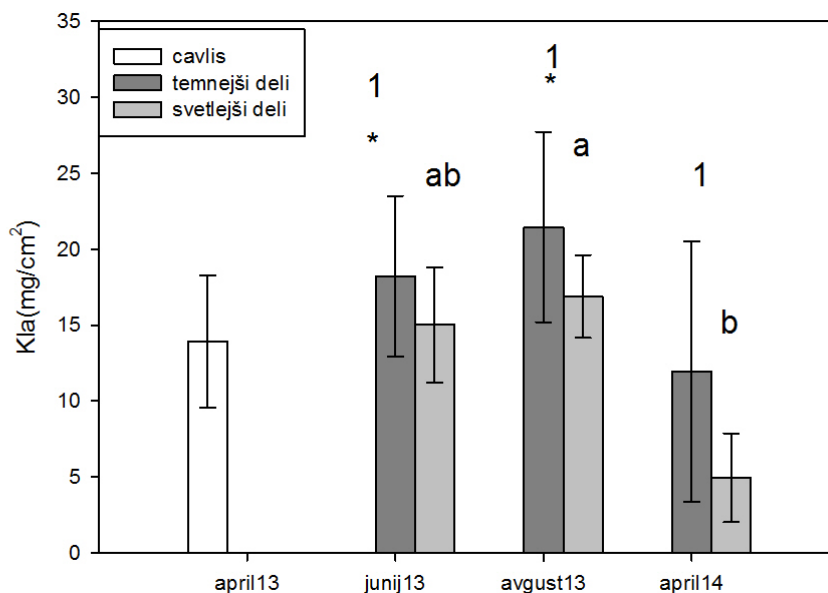 35
30
25
20
15
10
5
0
Kla(mg/cm²)
cavlis
temnejši deli
svetlejši deli
1
*
ab
1
*
a
1
b
april13
junij13
avgust13
april14